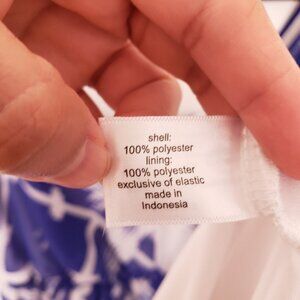 shell:
100% polyester
lining:
100% polyester
exclusive of elastic
made in
Indonesia